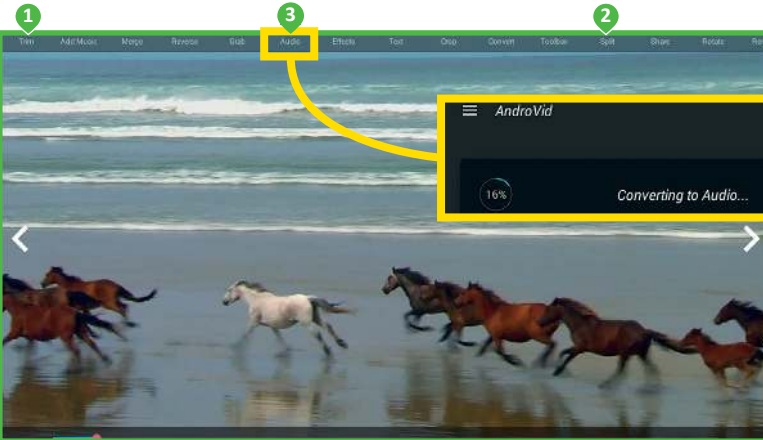 1 3 2
Trim Add Music Merge Reverse Grab Audio Effects Text Crop Convert Toolbar Split Share Rotate
AndroVid
16% Converting to Audio...